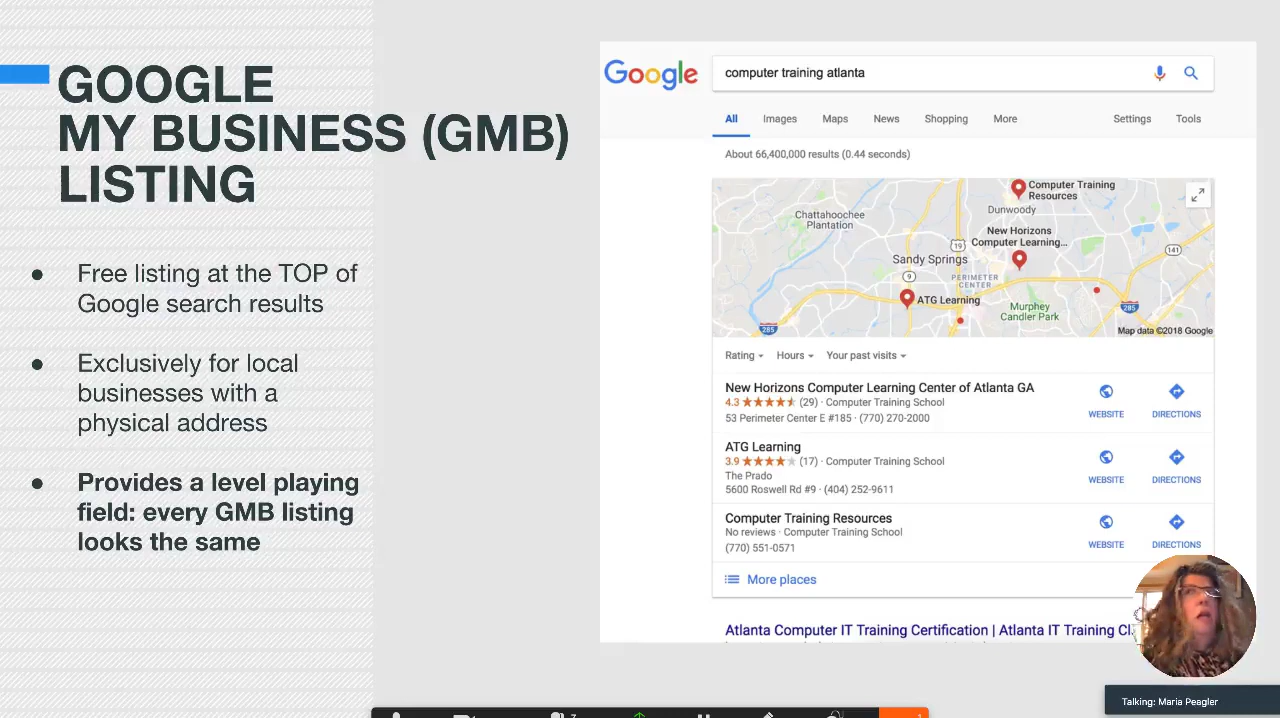 GOOGLE
MY BUSINESS (GMB)
LISTING
● Free listing at the TOP of
Google search results
● Exclusively for local
businesses with a
physical address
● Provides a level playing
field: every GMB listing
looks the same
Google
computer training atlanta
All Images Maps News Shopping More Settings Tools
About 66,400,000 results (0.44 seconds)
Computer Training
Resources
Dunwoody
Chattahoochee
Plantation
New Horizons
Computer Learning...
19
141
Sandy Springs
9
PERIMETER
CENTER
ATG Learning
Murphey
Candler Park
285
285
Map data ©2018 Google
Rating Hours Your past visits
New Horizons Computer Learning Center of Atlanta GA
4.3 ★★★★★ (29) · Computer Training School
53 Perimeter Center E #185 · (770) 270-2000
WEBSITE DIRECTIONS
ATG Learning
3.9 ★★★★★ (17) · Computer Training School
The Prado
5600 Roswell Rd #9 · (404) 252-9611
WEBSITE DIRECTIONS
Computer Training Resources
No reviews · Computer Training School
(770) 551-0571
WEBSITE DIRECTIONS
More places
Atlanta Computer IT Training Certification | Atlanta IT Training
Talking: Maria Peagler